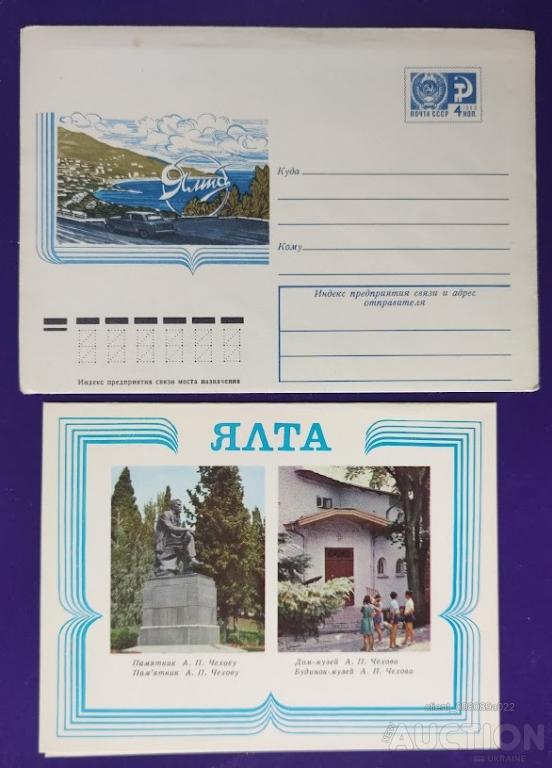 ПОЧТА СССР
4 КОП.
Ялта
Куда
Кому
Индекс предприятия связи и адрес
отправителя
Индекс предприятия связи места назначения
ЯЛТА
Памятник А. П. Чехову
Пам'ятник А. П. Чехову
Дом-музей А. П. Чехова
Будинок-музей А. П. Чехова
AUCTION
UKRAINE